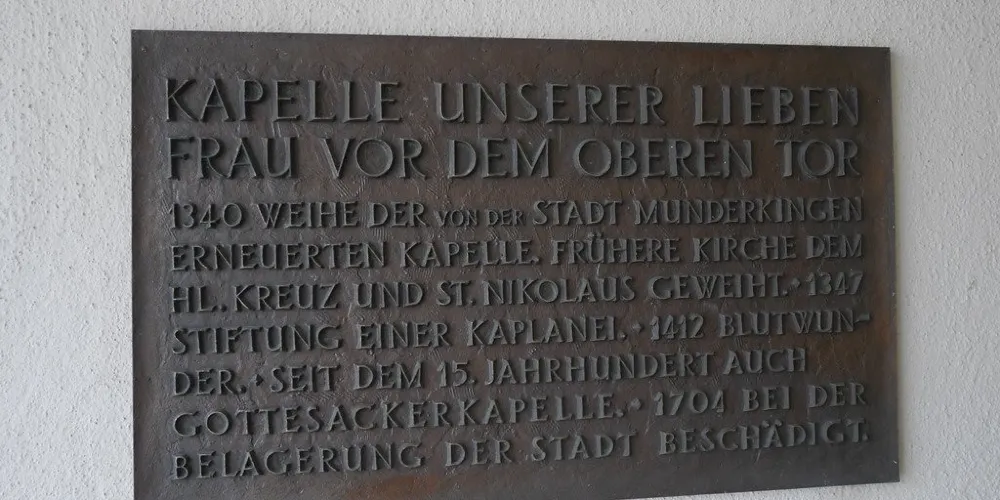 KAPELLE UNSERER LIEBEN
FRAU VOR DEM OBEREN TOR
1340 WEIHE DER VON DER STADT MUNDERKINGEN
ERNEUERTEN KAPELLE. FRÜHERE KIRCHE DEM
HL. KREUZ UND ST. NIKOLAUS GEWEIHT. • 1347
STIFTUNG EINER KAPLANEI. • 1412 BLUTWUN-
DER. • SEIT DEM 15. JAHRHUNDERT AUCH
GOTTESACKERKAPELLE. • 1704 BEI DER
BELAGERUNG DER STADT BESCHÄDIGT.